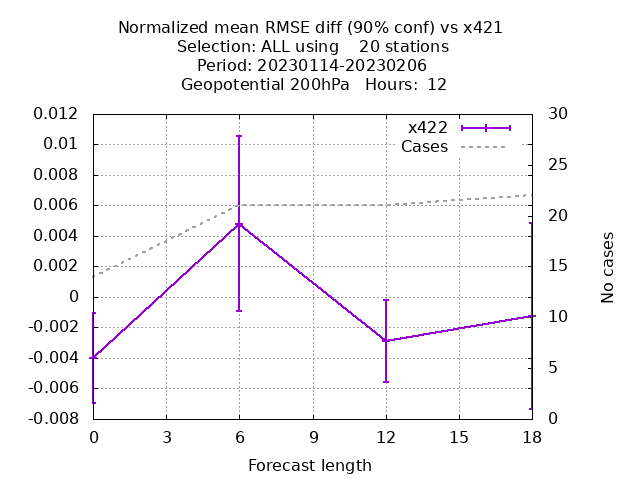 Normalized mean RMSE diff (90% conf) vs x421
Selection: ALL using    20 stations
Period: 20230114-20230206
Geopotential 200hPa   Hours:  12
x422
Cases
0.012
0.01
0.008
0.006
0.004
0.002
0
-0.002
-0.004
-0.006
-0.008
30
25
20
15
10
5
0
No cases
0 3 6 9 12 15 18
Forecast length